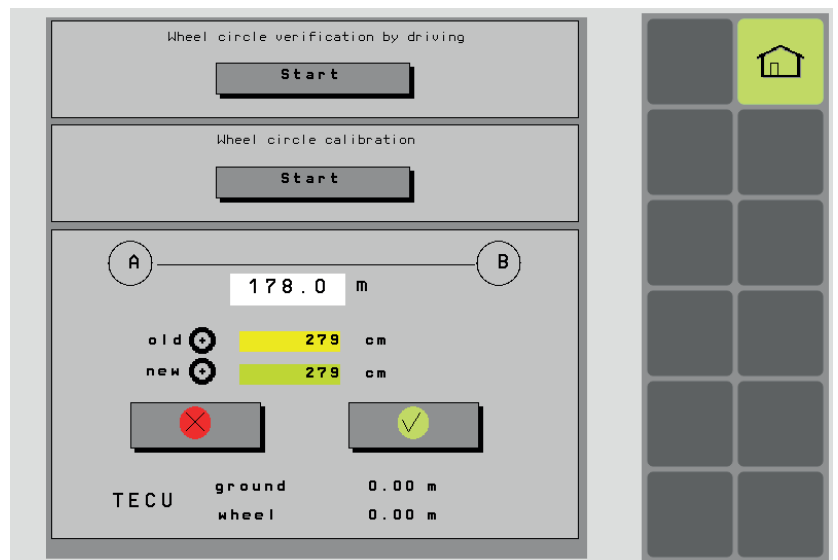 Wheel circle verification by driving
Start
Wheel circle calibration
Start
A B
178.0 m
old 279 cm
new 279 cm
TECU ground 0.00 m
wheel 0.00 m